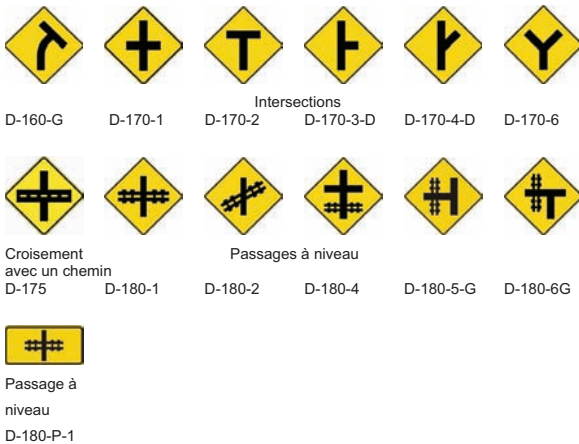 Intersections
D-160-G D-170-1 D-170-2 D-170-3-D D-170-4-D D-170-6
Croisement Passages à niveau
avec un chemin
D-175 D-180-1 D-180-2 D-180-4 D-180-5-G D-180-6G
Passage à
niveau
D-180-P-1